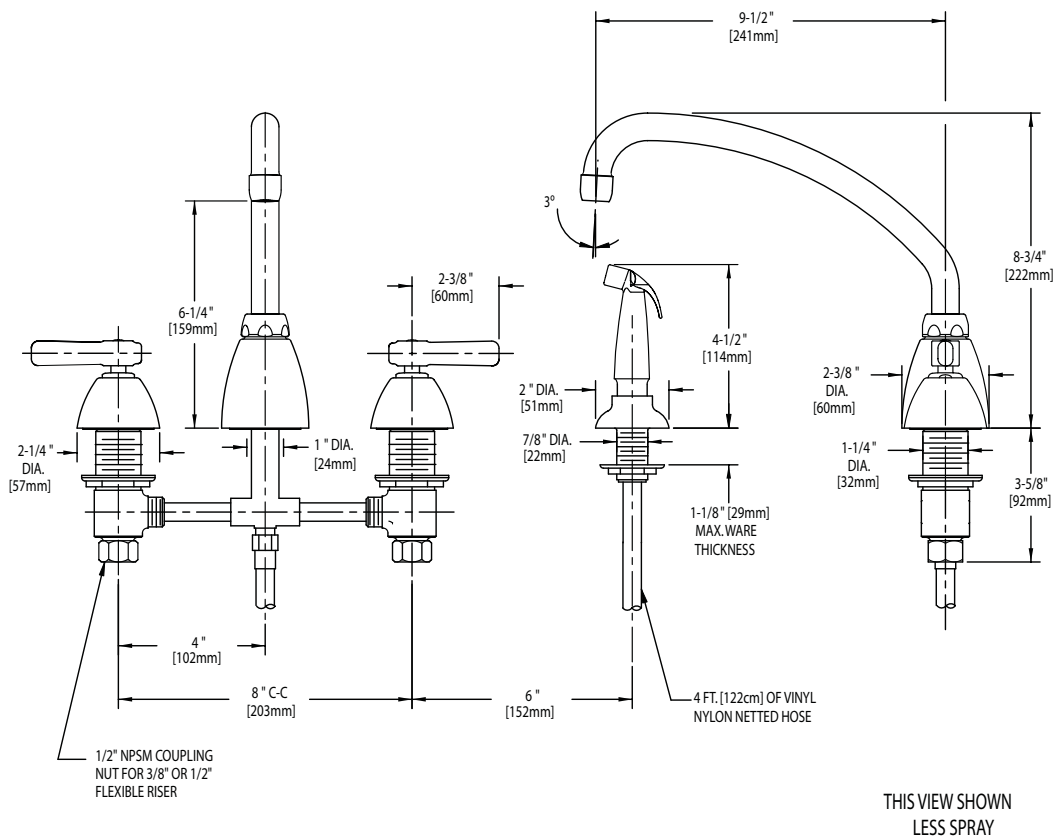 9-1/2"
[241mm]
3°
8-3/4"
[222mm]
2-3/8"
[60mm]
6-1/4"
[159mm]
4-1/2"
[114mm]
2-3/8"
DIA.
[60mm]
2" DIA.
[51mm]
2-1/4"
DIA.
[57mm]
1" DIA.
[24mm]
7/8" DIA.
[22mm]
1-1/4"
DIA.
[32mm]
3-5/8"
[92mm]
1-1/8" [29mm]
MAX. WARE
THICKNESS
4"
[102mm]
8" C-C
[203mm]
6"
[152mm]
4 FT. [122cm] OF VINYL
NYLON NETTED HOSE
1/2" NPSM COUPLING
NUT FOR 3/8" OR 1/2"
FLEXIBLE RISER
THIS VIEW SHOWN
LESS SPRAY